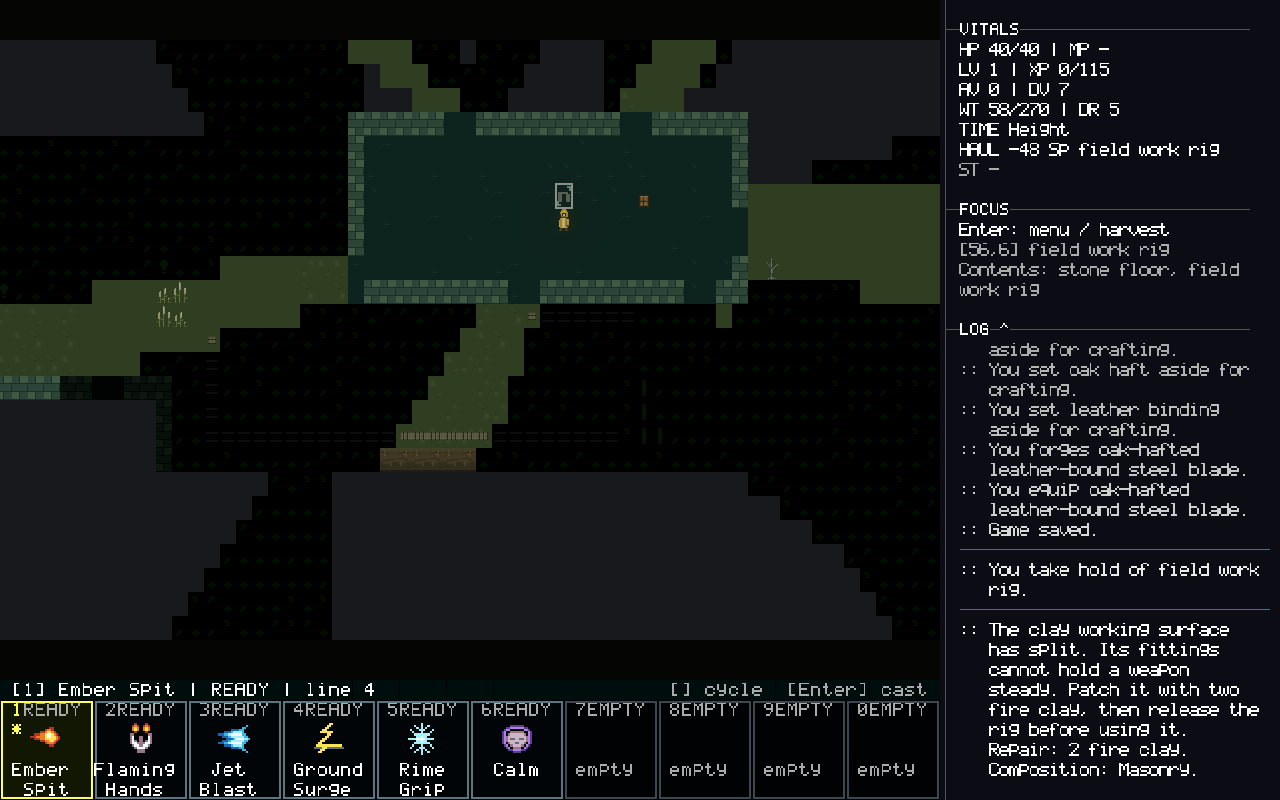 VITALS
HP 40/40 | MP -
LV 1 | XP 0/115
AV 0 | DV 7
WT 58/270 | DR 5
TIME Height
HAUL -48 SP field work rig
ST -
FOCUS
Enter: menu / harvest
[56,6] field work rig
Contents: stone floor, field
work rig
LOG ^
aside for crafting.
:: You set oak haft aside for
crafting.
:: You set leather binding
aside for crafting.
:: You forges oak-hafted
leather-bound steel blade.
:: You equip oak-hafted
leather-bound steel blade.
:: Game saved.
:: You take hold of field work
rig.
:: The clay working surface
has split. Its fittings
cannot hold a weapon
steady. Patch it with two
fire clay, then release the
rig before using it.
Repair: 2 fire clay.
Composition: Masonry.
[1] Ember Spit | READY | line 4
[] cycle [Enter] cast
1READY 2READY 3READY 4READY 5READY 6READY 7EMPTY 8EMPTY 9EMPTY 0EMPTY
*
Ember Flaming Jet Ground Rime Calm empty empty empty empty
Spit Hands Blast Surge Grip